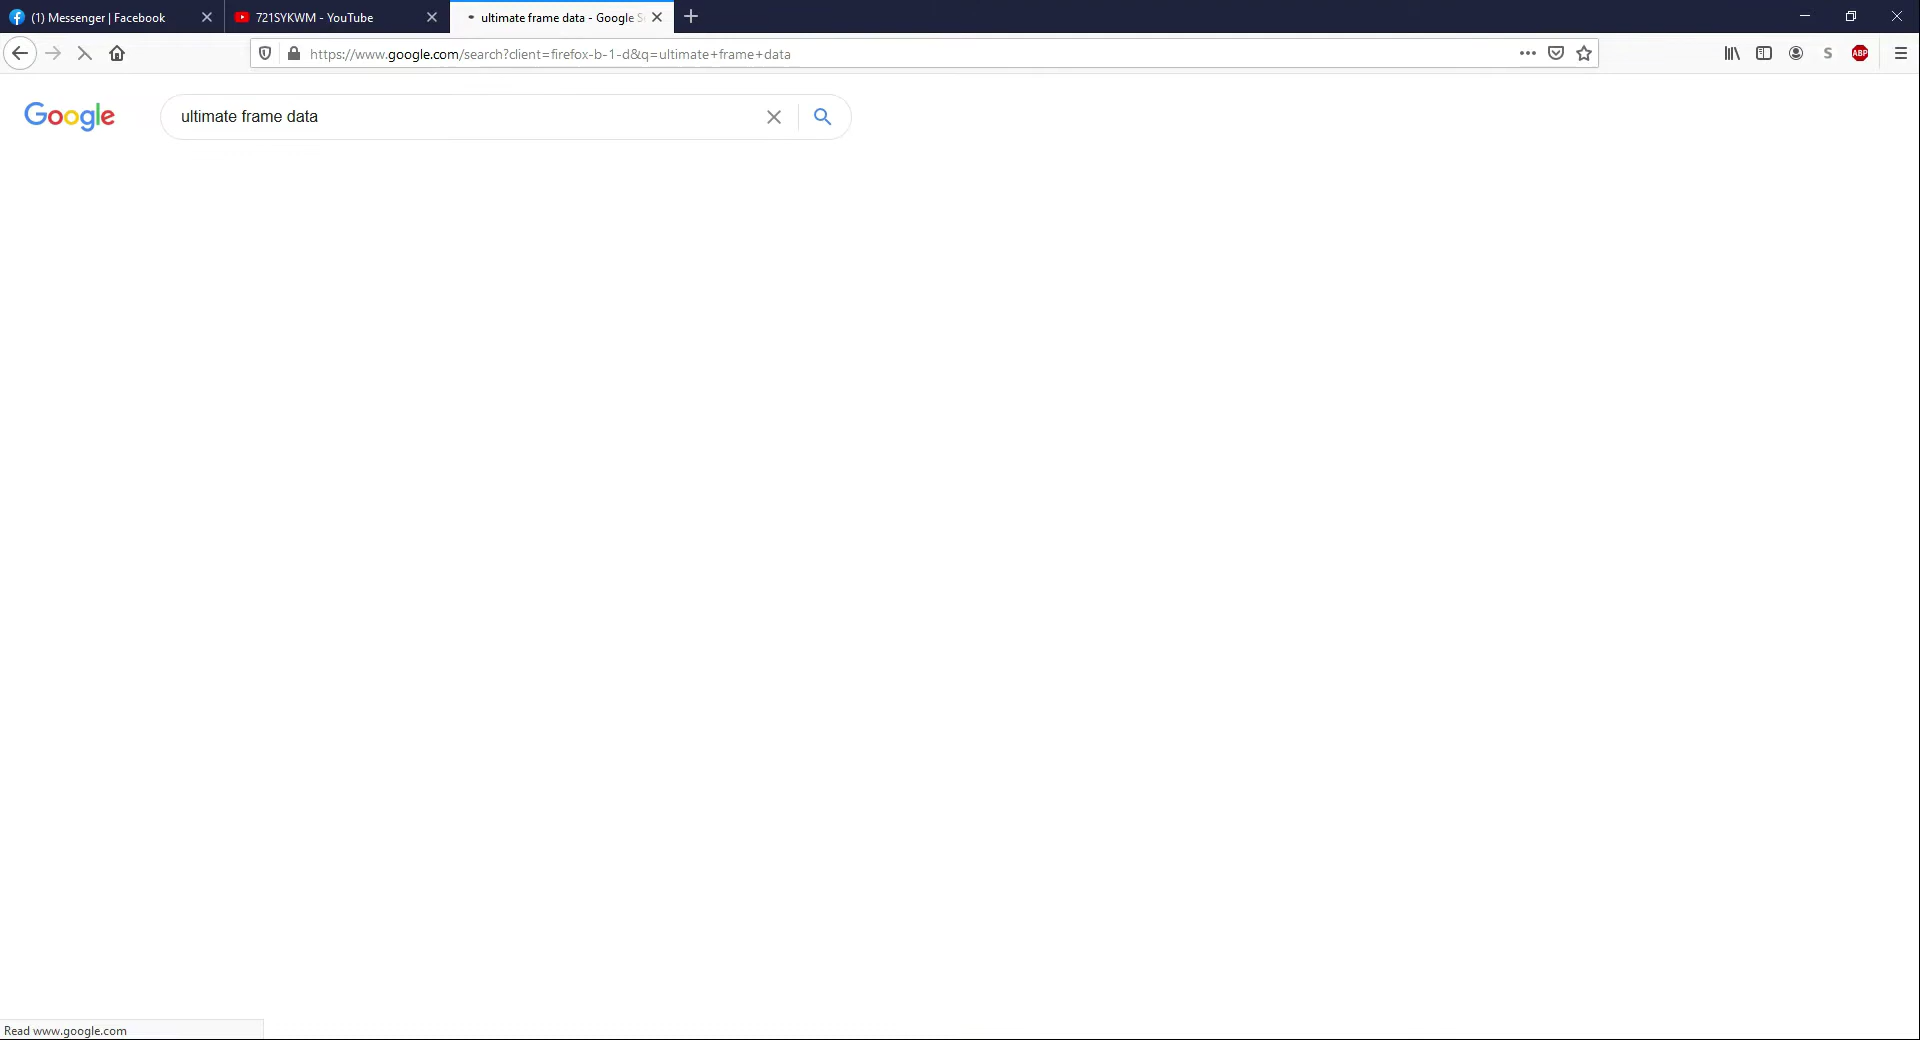 (1) Messenger | Facebook
721SYKWM - YouTube
ultimate frame data - Google S
https://www.google.com/search?client=firefox-b-1-d&q=ultimate+frame+data
S
ABP
Google
ultimate frame data
Read www.google.com